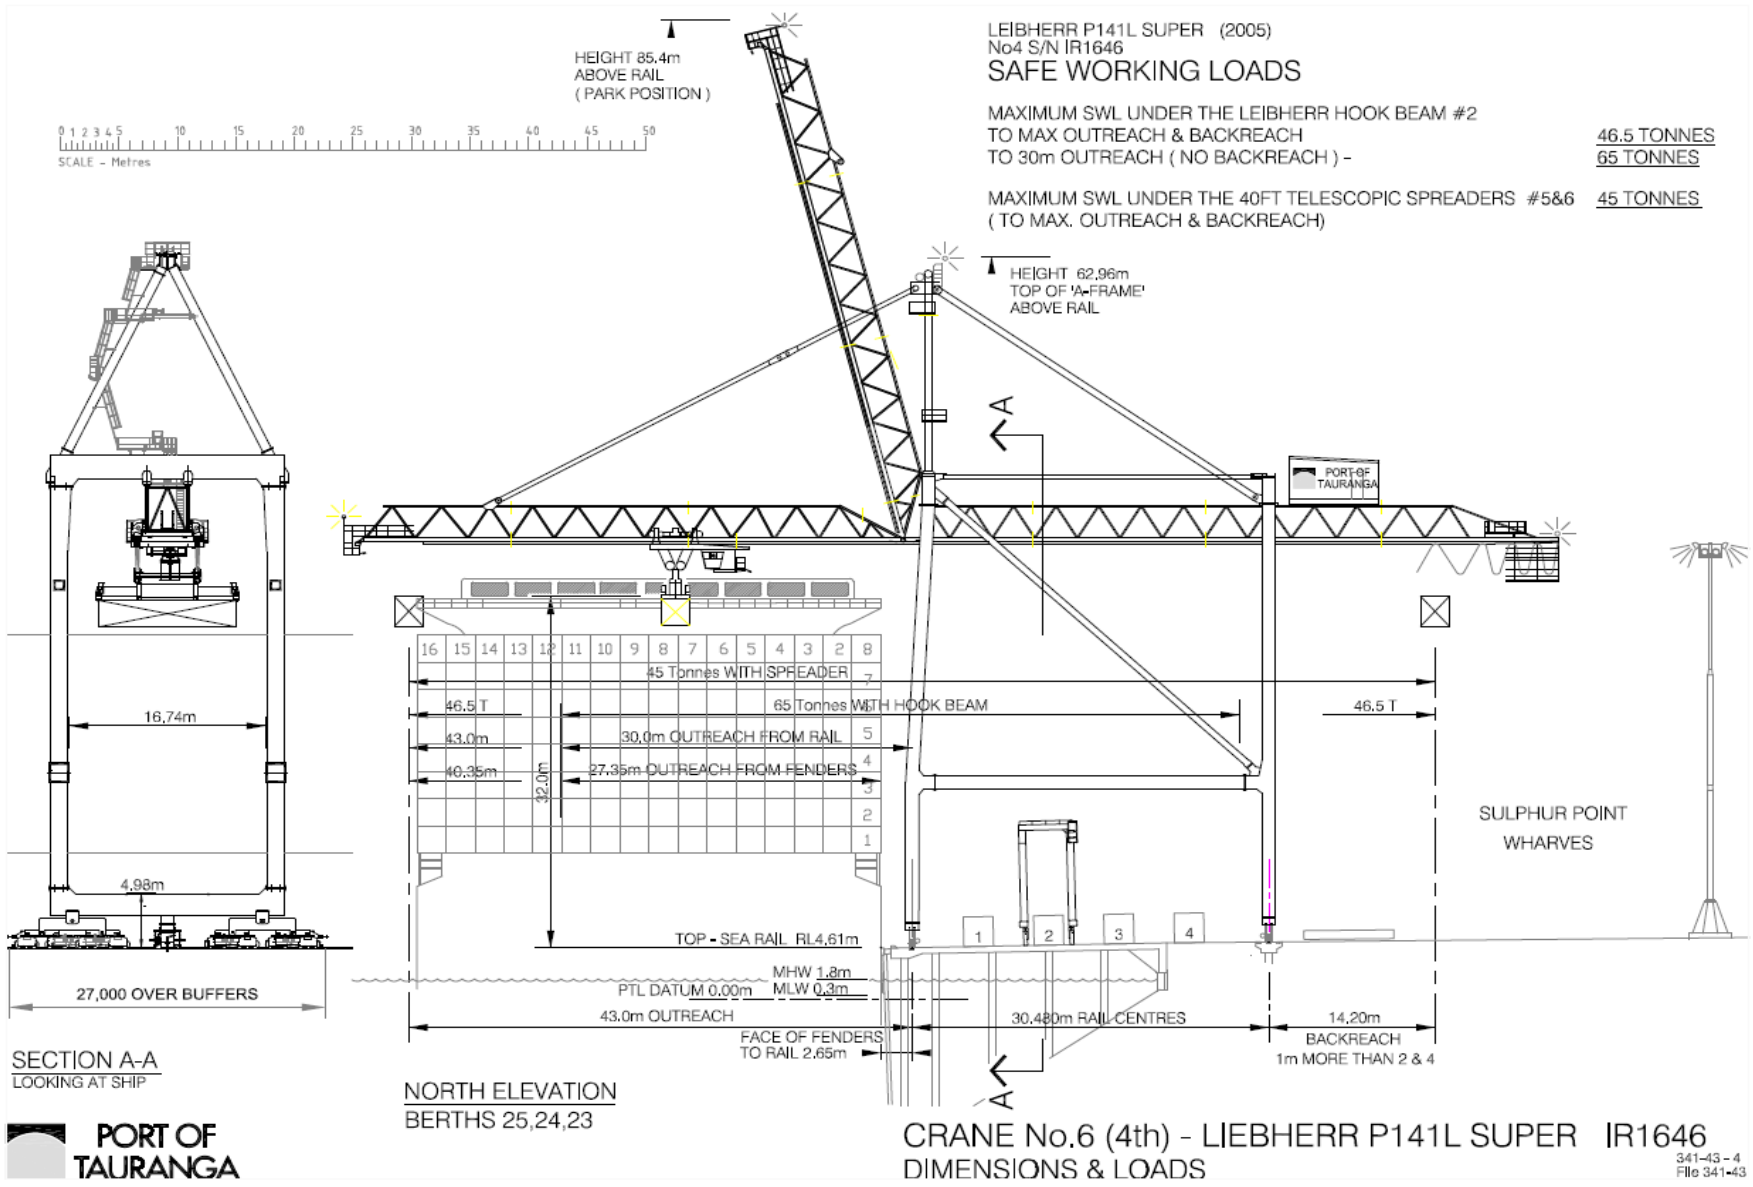 LEIBHERR P141L SUPER (2005)
No4 S/N IR1646
SAFE WORKING LOADS
MAXIMUM SWL UNDER THE LEIBHERR HOOK BEAM #2
TO MAX OUTREACH & BACKREACH 46.5 TONNES
TO 30m OUTREACH ( NO BACKREACH ) - 65 TONNES
MAXIMUM SWL UNDER THE 40FT TELESCOPIC SPREADERS #5&6 45 TONNES
( TO MAX. OUTREACH & BACKREACH)
HEIGHT 85.4m
ABOVE RAIL
( PARK POSITION )
0 1 2 3 4 5 10 15 20 25 30 35 40 45 50
SCALE - Metres
HEIGHT 62,96m
TOP OF 'A-FRAME'
ABOVE RAIL
A
PORT OF
TAURANGA
16 15 14 13 12 11 10 9 8 7 6 5 4 3 2 8
45 Tonnes WITH SPREADER
7
46.5 T
65 Tonnes WITH HOOK BEAM
6
46.5 T
43.0m
30,0m OUTREACH FROM RAIL
5
4
40,35m
27.35m OUTREACH FROM FENDERS
3
2
1
32.0m
16,74m
4,98m
27,000 OVER BUFFERS
SULPHUR POINT
WHARVES
1 2 3 4
TOP - SEA RAIL RL4,61m
MHW 1.8m
PTL DATUM 0.00m MLW 0,3m
43.0m OUTREACH
30.480m RAIL CENTRES
14,20m
BACKREACH
1m MORE THAN 2 & 4
FACE OF FENDERS
TO RAIL 2.65m
A
SECTION A-A
LOOKING AT SHIP
NORTH ELEVATION
BERTHS 25,24,23
PORT OF
TAURANGA
CRANE No.6 (4th) - LIEBHERR P141L SUPER IR1646
DIMENSIONS & LOADS
341-43 - 4
File 341-43